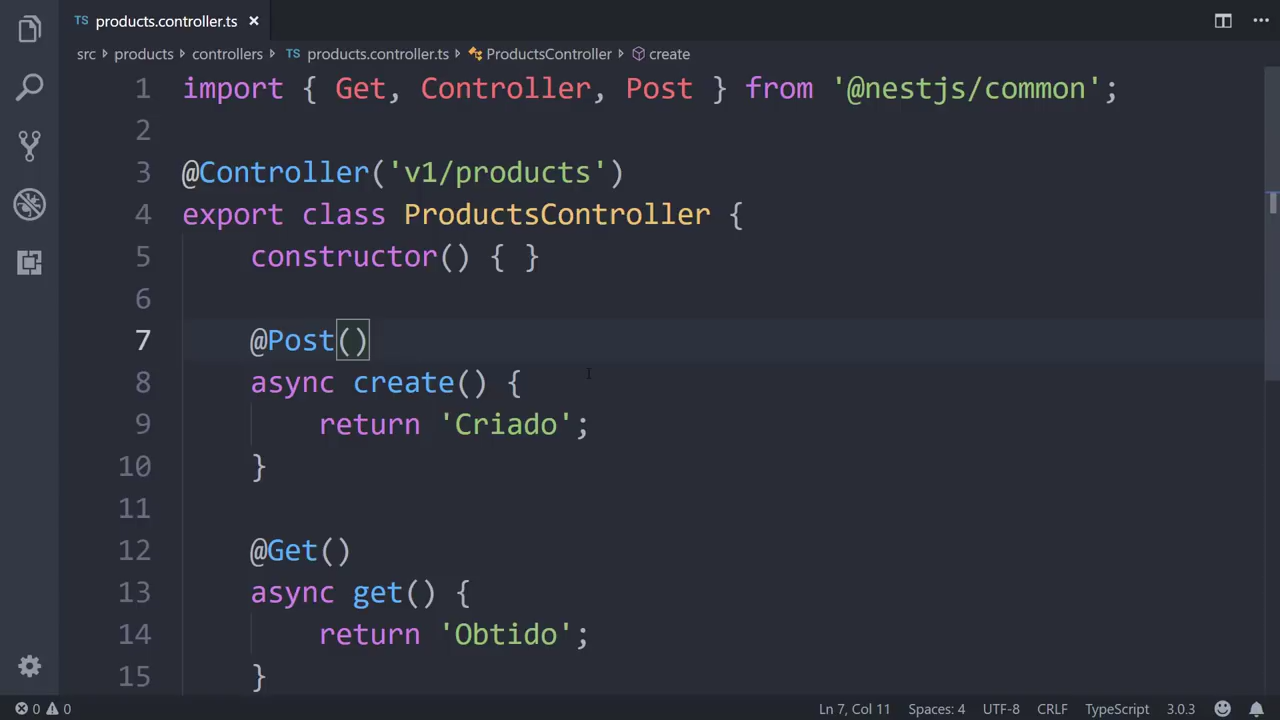 TS products.controller.ts ×
src › products › controllers › TS products.controller.ts › ProductsController › create
1 import { Get, Controller, Post } from '@nestjs/common';
2
3 @Controller('v1/products')
4 export class ProductsController {
5 constructor() { }
6
7 @Post()
8 async create() {
9 return 'Criado';
10 }
11
12 @Get()
13 async get() {
14 return 'Obtido';
15 }
0 0 Ln 7, Col 11 Spaces: 4 UTF-8 CRLF TypeScript 3.0.3